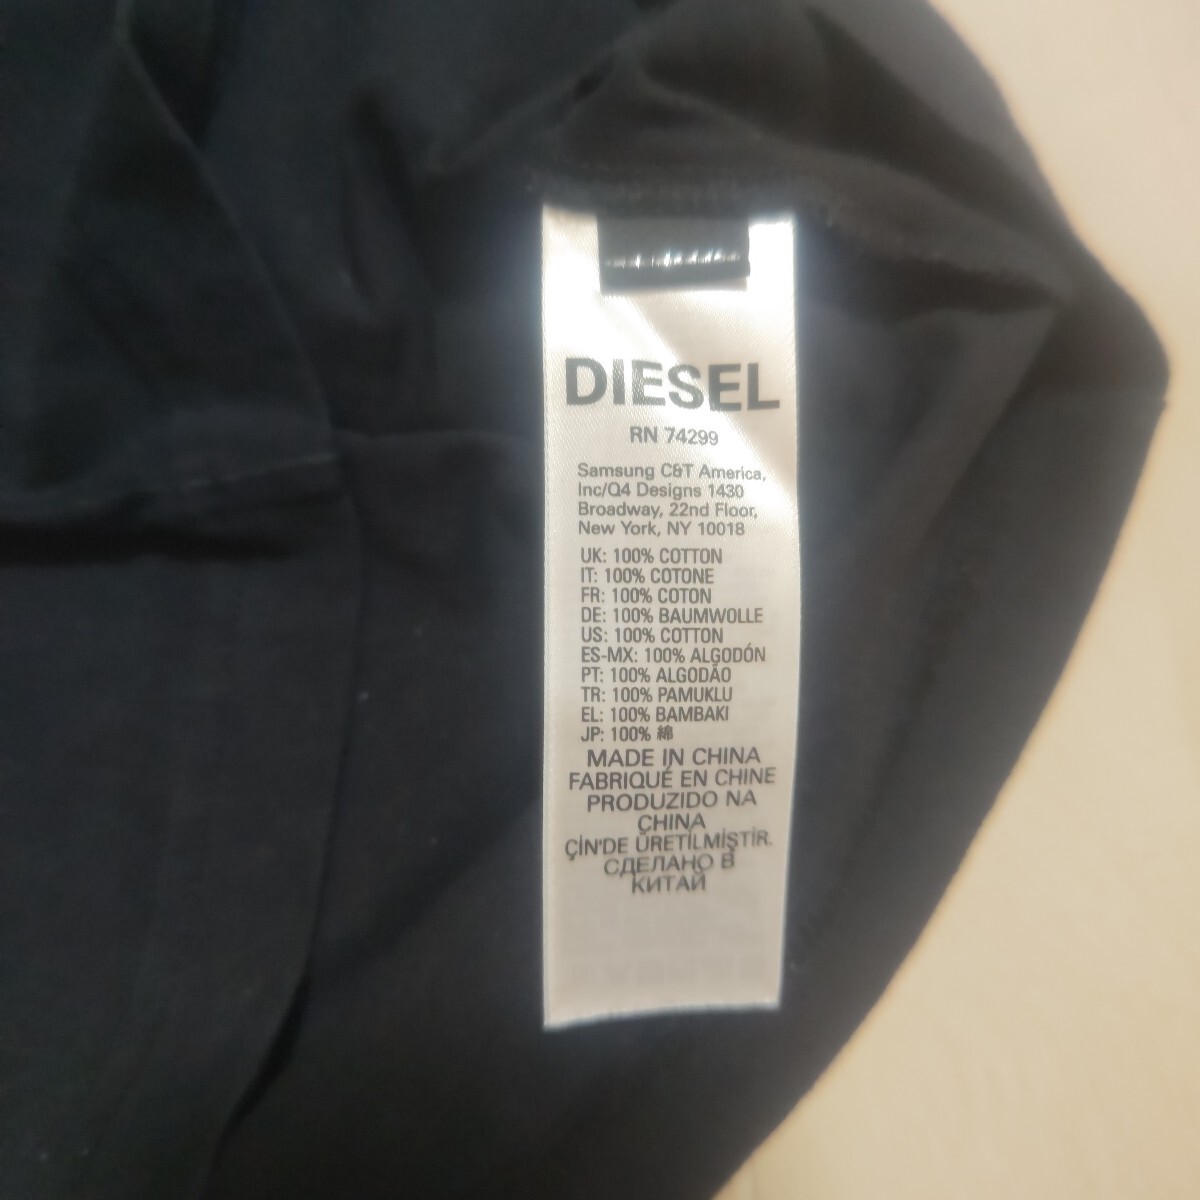 DIESEL
RN 74299
Samsung C&T America,
Inc/Q4 Designs 1430
Broadway, 22nd Floor,
New York, NY 10018
UK: 100% COTTON
IT: 100% COTONE
FR: 100% COTON
DE: 100% BAUMWOLLE
US: 100% COTTON
ES-MX: 100% ALGODÓN
PT: 100% ALGODÃO
TR: 100% PAMUKLU
EL: 100% BAMBAKI
JP: 100% 綿
MADE IN CHINA
FABRIQUÉ EN CHINE
PRODUZIDO NA
CHINA
ÇİN'DE ÜRETİLMİŞTİR.
СДЕЛАНО В
КИТАЙ